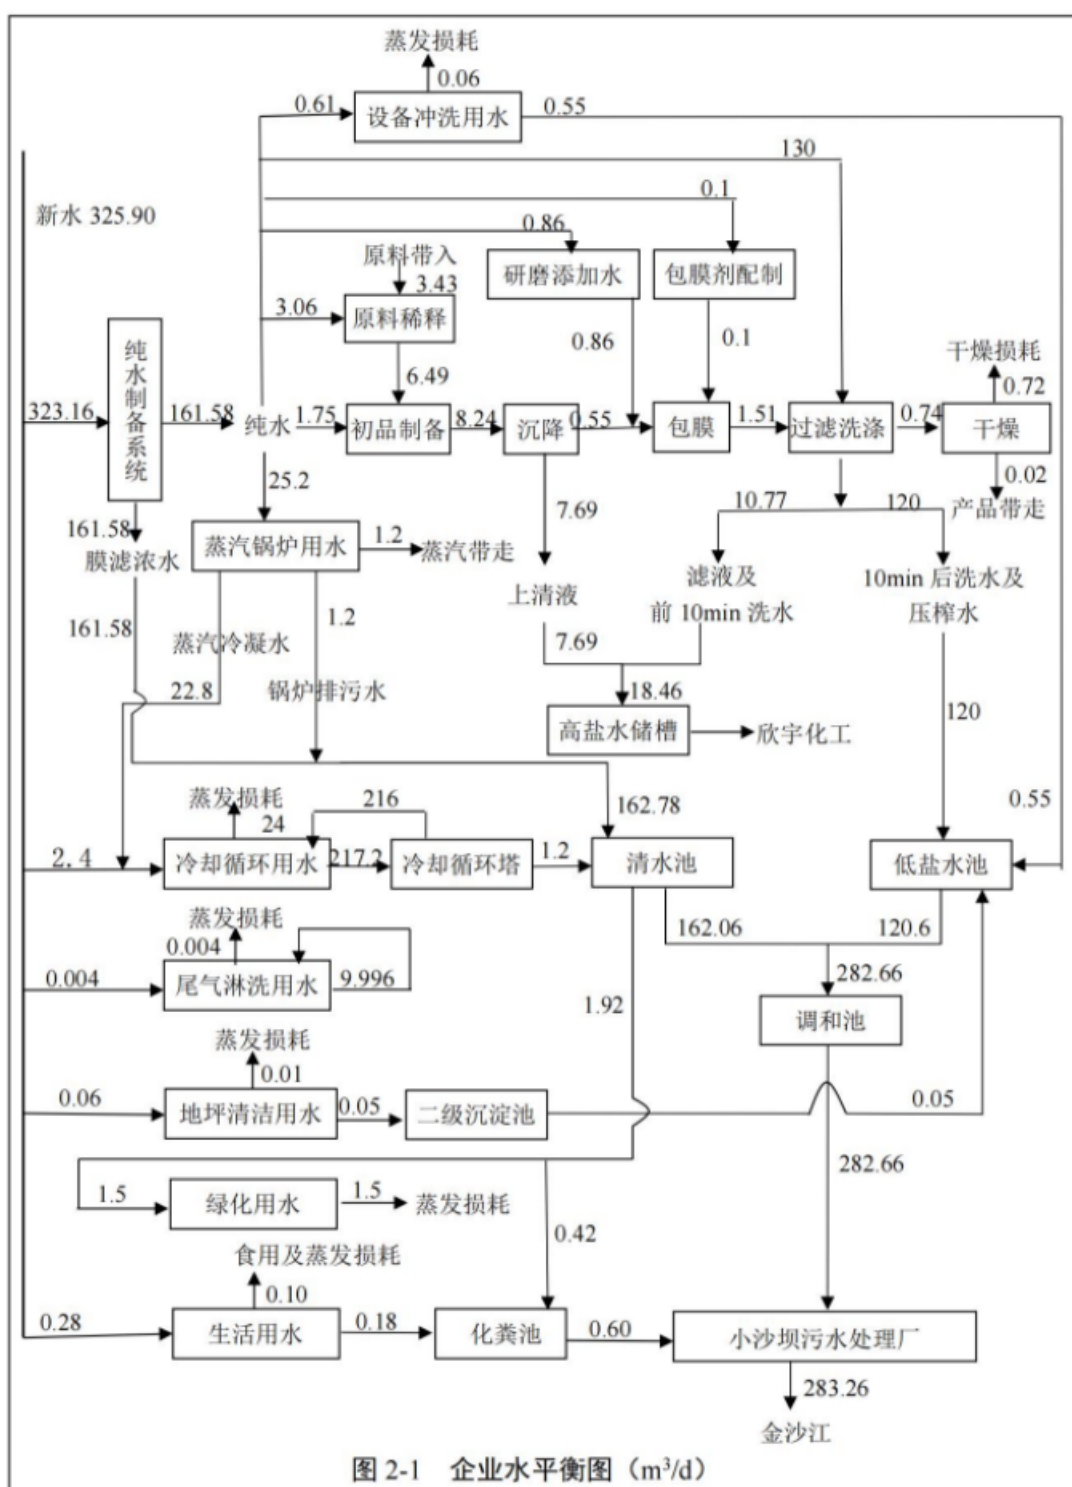 蒸发损耗
0.06
0.61
设备冲洗用水
0.55
130
新水 325.90
0.1
0.86
原料带入
3.43
研磨添加水
包膜剂配制
3.06
原料稀释
0.86
0.1
干燥损耗
0.72
6.49
纯水制备系统
323.16
161.58
纯水
1.75
初品制备
8.24
沉降
0.55
包膜
1.51
过滤洗涤
0.74
干燥
0.02
产品带走
25.2
7.69
10.77
120
161.58
膜滤浓水
蒸汽锅炉用水
1.2
蒸汽带走
上清液
滤液及
前 10min 洗水
10min 后洗水及
压榨水
161.58
1.2
7.69
蒸汽冷凝水
22.8
锅炉排污水
18.46
120
高盐水储槽
欣宇化工
蒸发损耗
24
216
162.78
0.55
2.4
冷却循环用水
217.2
冷却循环塔
1.2
清水池
低盐水池
蒸发损耗
0.004
162.06
120.6
0.004
尾气淋洗用水
9.996
282.66
1.92
调和池
蒸发损耗
0.01
0.06
地坪清洁用水
0.05
二级沉淀池
0.05
282.66
1.5
绿化用水
1.5
蒸发损耗
0.42
食用及蒸发损耗
0.10
0.28
生活用水
0.18
化粪池
0.60
小沙坝污水处理厂
283.26
金沙江
图 2-1 企业水平衡图（m³/d）